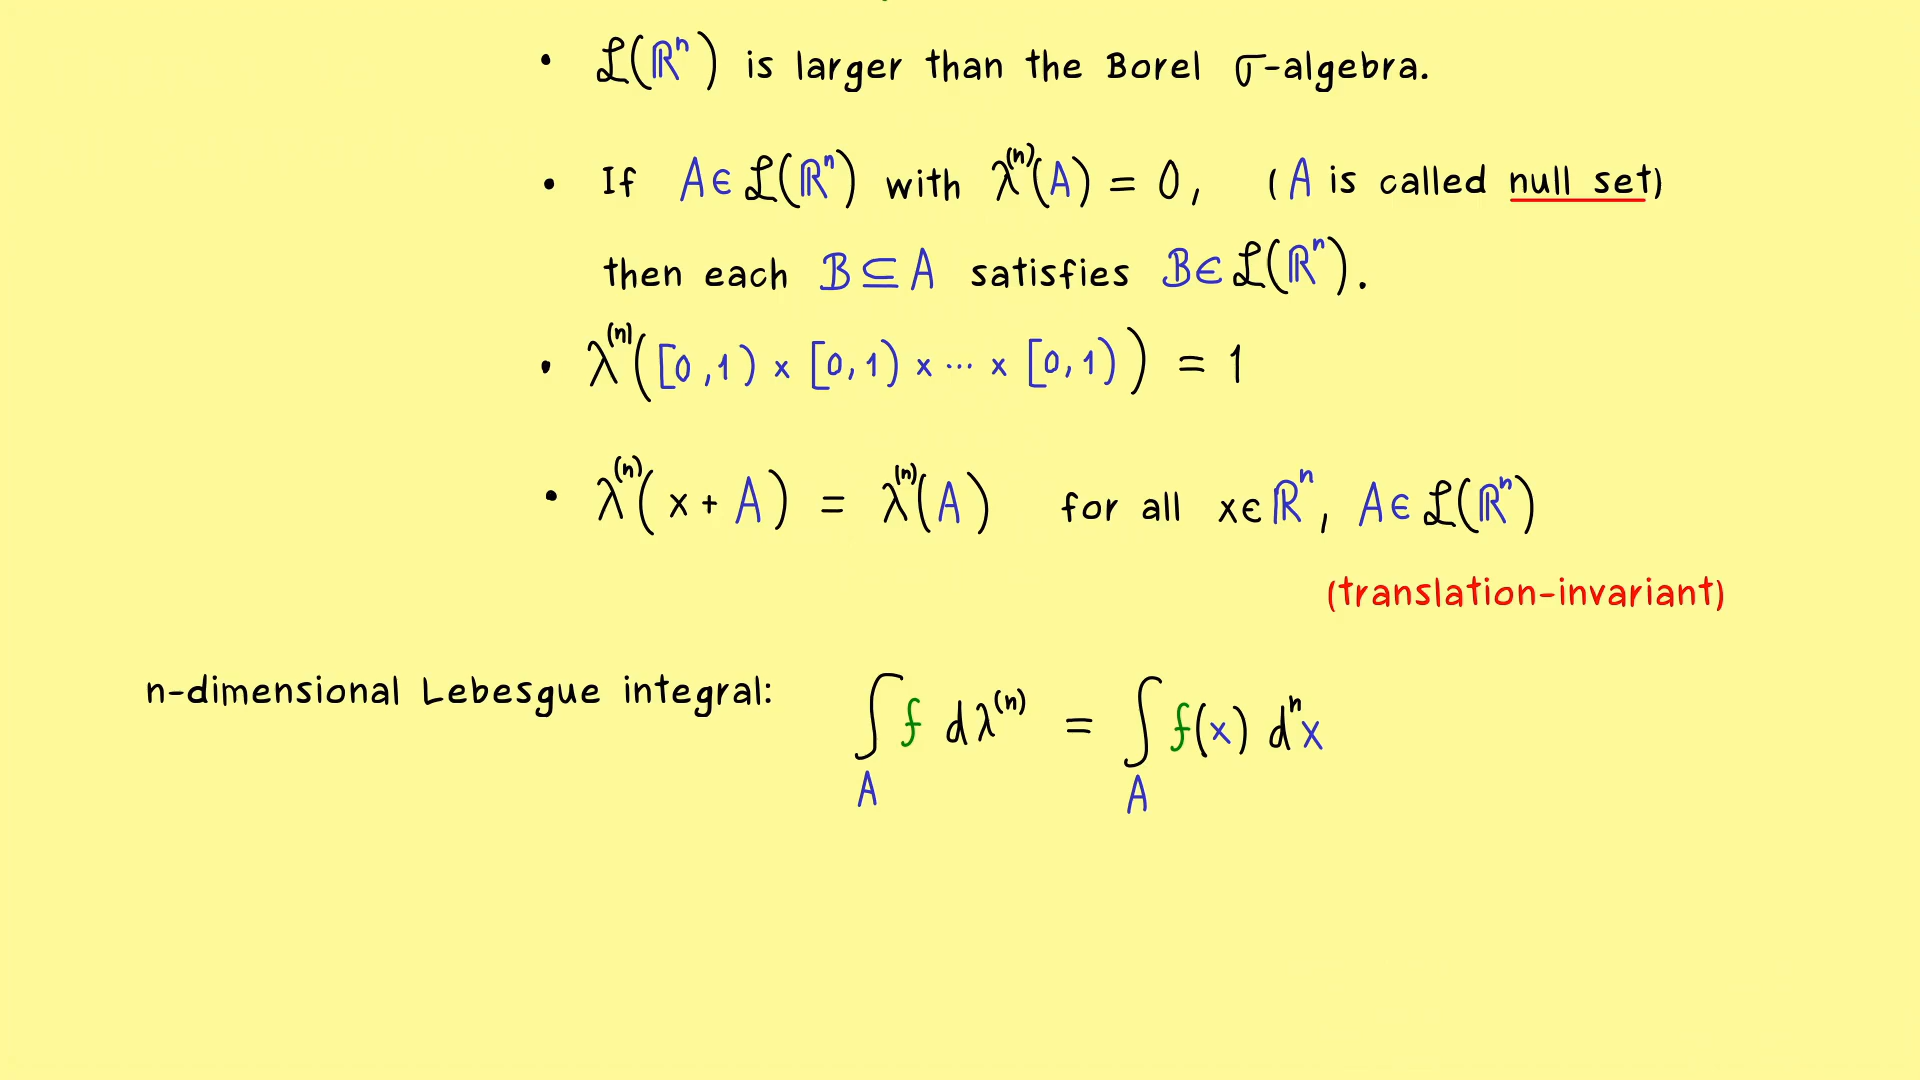 • ℒ(ℝⁿ) is larger than the Borel σ-algebra.
• If A∈ℒ(ℝⁿ) with λ⁽ⁿ⁾(A) = 0, (A is called null set)
then each B⊆A satisfies B∈ℒ(ℝⁿ).
• λ⁽ⁿ⁾([0,1) × [0,1) × ⋯ × [0,1)) = 1
• λ⁽ⁿ⁾(x + A) = λ⁽ⁿ⁾(A) for all x∈ℝⁿ, A∈ℒ(ℝⁿ)
(translation-invariant)
n-dimensional Lebesgue integral: ∫_A f dλ⁽ⁿ⁾ = ∫_A f(x) dⁿx